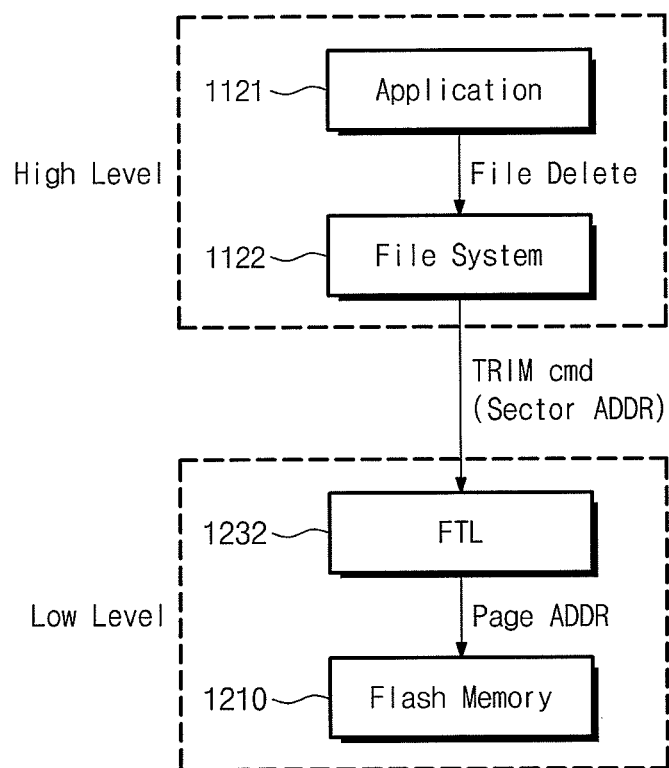 1121
Application
High Level
File Delete
1122
File System
TRIM cmd
(Sector ADDR)
1232
FTL
Low Level
Page ADDR
1210
Flash Memory